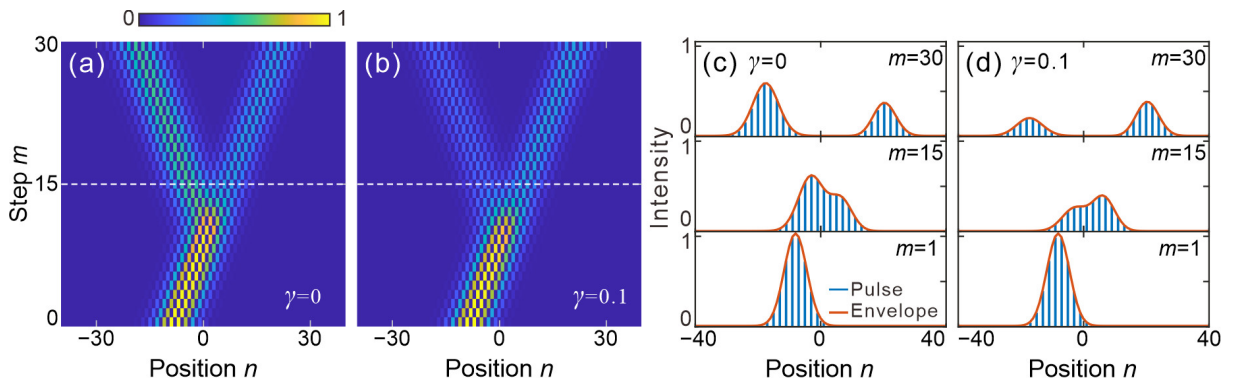 0 1
(a) (b) (c) γ=0 m=30 (d) γ=0.1 m=30
30
15
0
Step m
γ=0
γ=0.1
−30 0 30
−30 0 30
Position n
Position n
Intensity
1
0
1
0
1
0
m=15
m=15
m=1
m=1
Pulse
Envelope
−40 0 40
−40 0 40
Position n
Position n